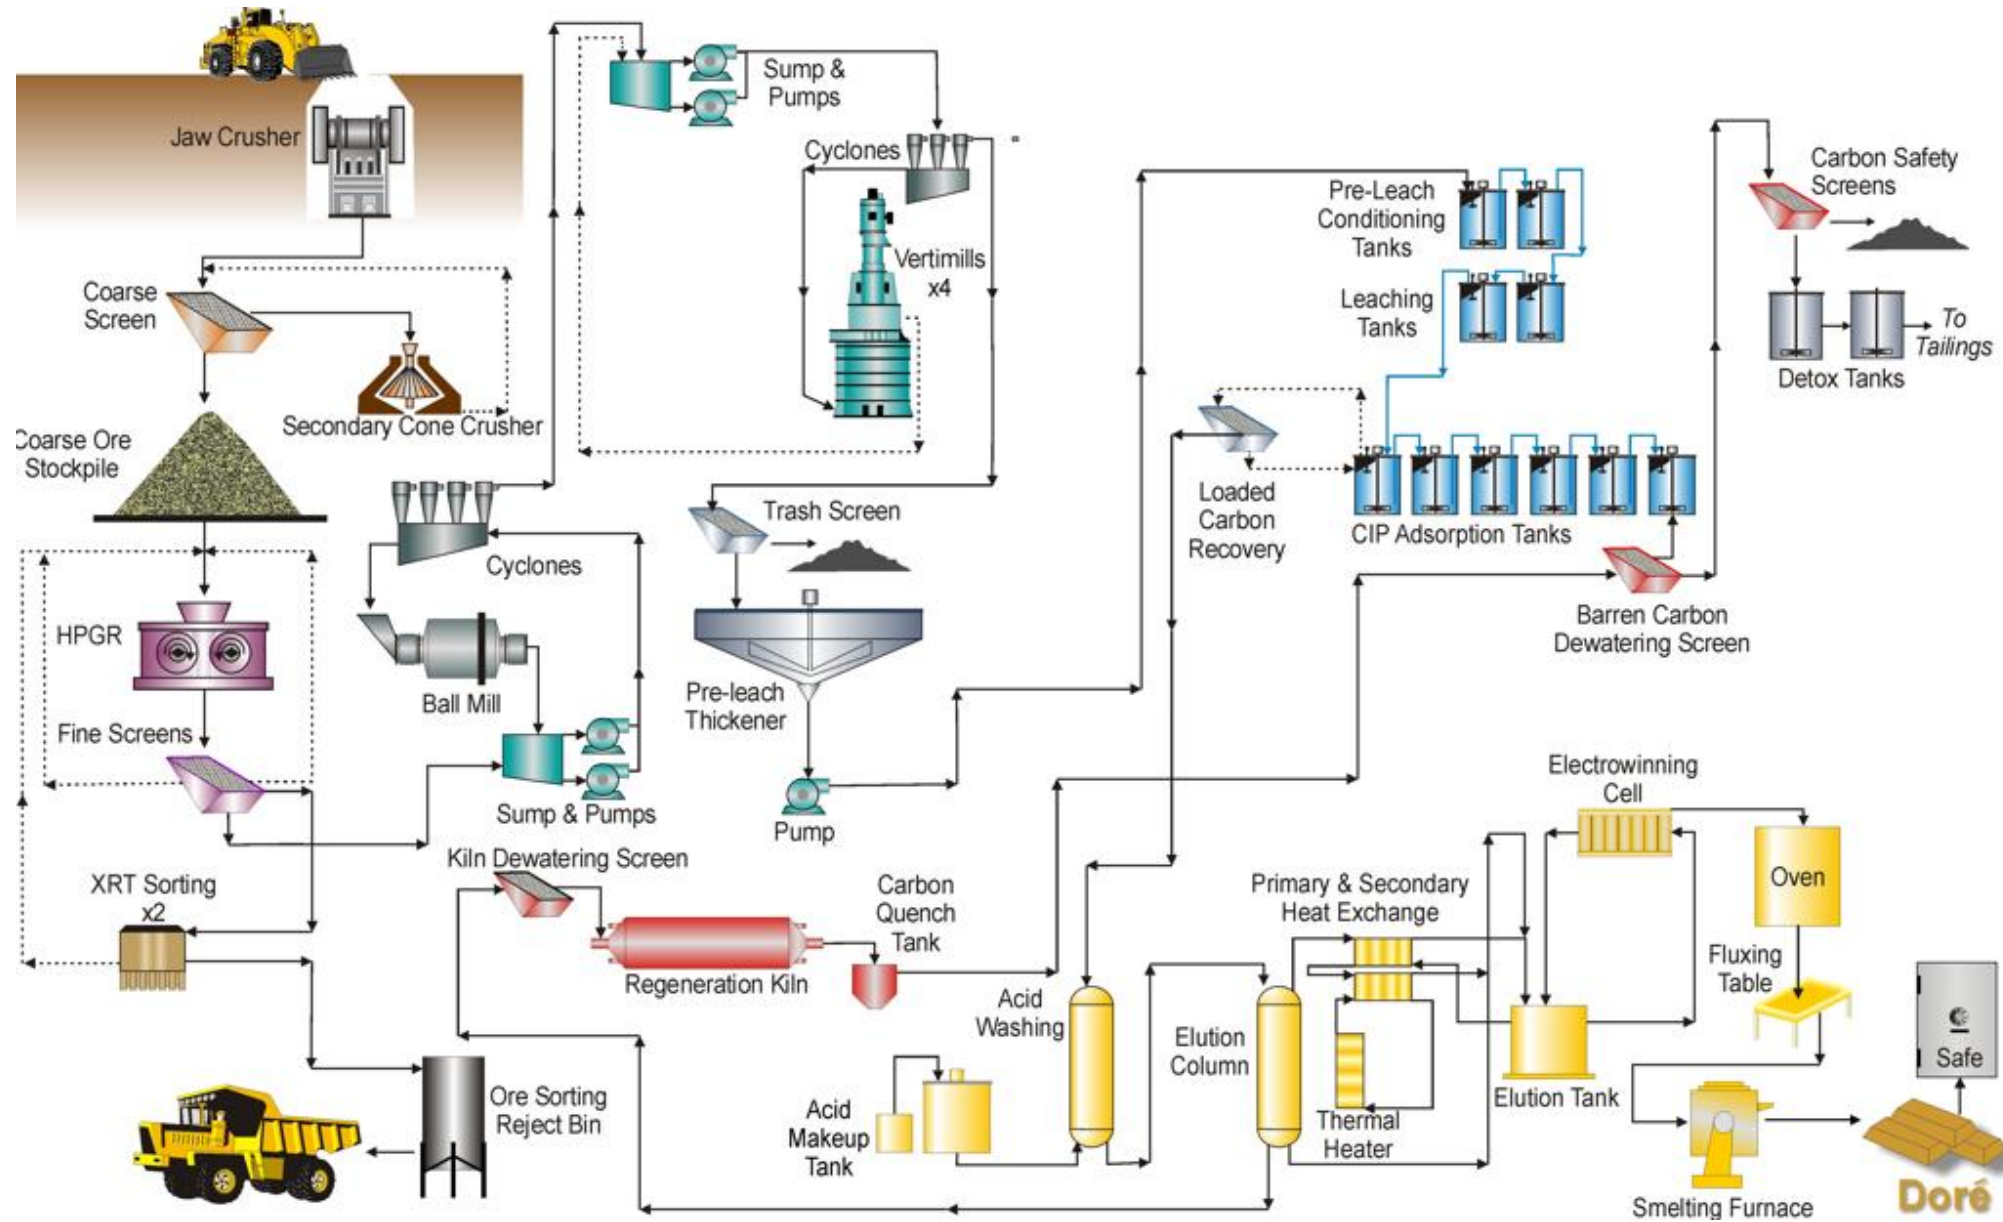 Jaw Crusher
Coarse
Screen
Secondary Cone Crusher
Coarse Ore
Stockpile
HPGR
Fine Screens
XRT Sorting
x2
Ore Sorting
Reject Bin
Cyclones
Ball Mill
Sump & Pumps
Sump &
Pumps
Cyclones
Vertimills
x4
Trash Screen
Pre-leach
Thickener
Pump
Pre-Leach
Conditioning
Tanks
Leaching
Tanks
Loaded
Carbon
Recovery
CIP Adsorption Tanks
Barren Carbon
Dewatering Screen
Carbon Safety
Screens
Detox Tanks
To
Tailings
Kiln Dewatering Screen
Regeneration Kiln
Carbon
Quench
Tank
Acid
Washing
Acid
Makeup
Tank
Elution
Column
Primary & Secondary
Heat Exchange
Thermal
Heater
Elution Tank
Electrowinning
Cell
Oven
Fluxing
Table
Smelting Furnace
Safe
Doré